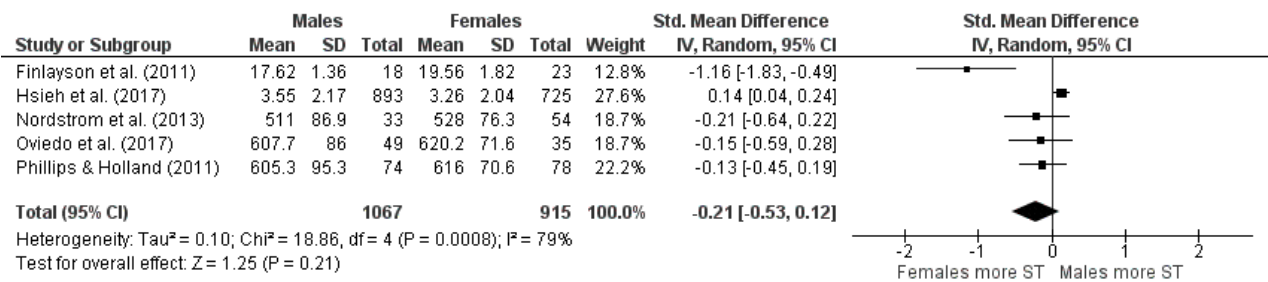 Males Females Std. Mean Difference Std. Mean Difference
Study or Subgroup Mean SD Total Mean SD Total Weight IV, Random, 95% CI IV, Random, 95% CI
Finlayson et al. (2011) 17.62 1.36 18 19.56 1.82 23 12.8% -1.16 [-1.83, -0.49]
Hsieh et al. (2017) 3.55 2.17 893 3.26 2.04 725 27.6% 0.14 [0.04, 0.24]
Nordstrom et al. (2013) 511 86.9 33 528 76.3 54 18.7% -0.21 [-0.64, 0.22]
Oviedo et al. (2017) 607.7 86 49 620.2 71.6 35 18.7% -0.15 [-0.59, 0.28]
Phillips & Holland (2011) 605.3 95.3 74 616 70.6 78 22.2% -0.13 [-0.45, 0.19]
Total (95% CI) 1067 915 100.0% -0.21 [-0.53, 0.12]
Heterogeneity: Tau² = 0.10; Chi² = 18.86, df = 4 (P = 0.0008); I² = 79%
Test for overall effect: Z = 1.25 (P = 0.21)
-2 -1 0 1 2
Females more ST Males more ST